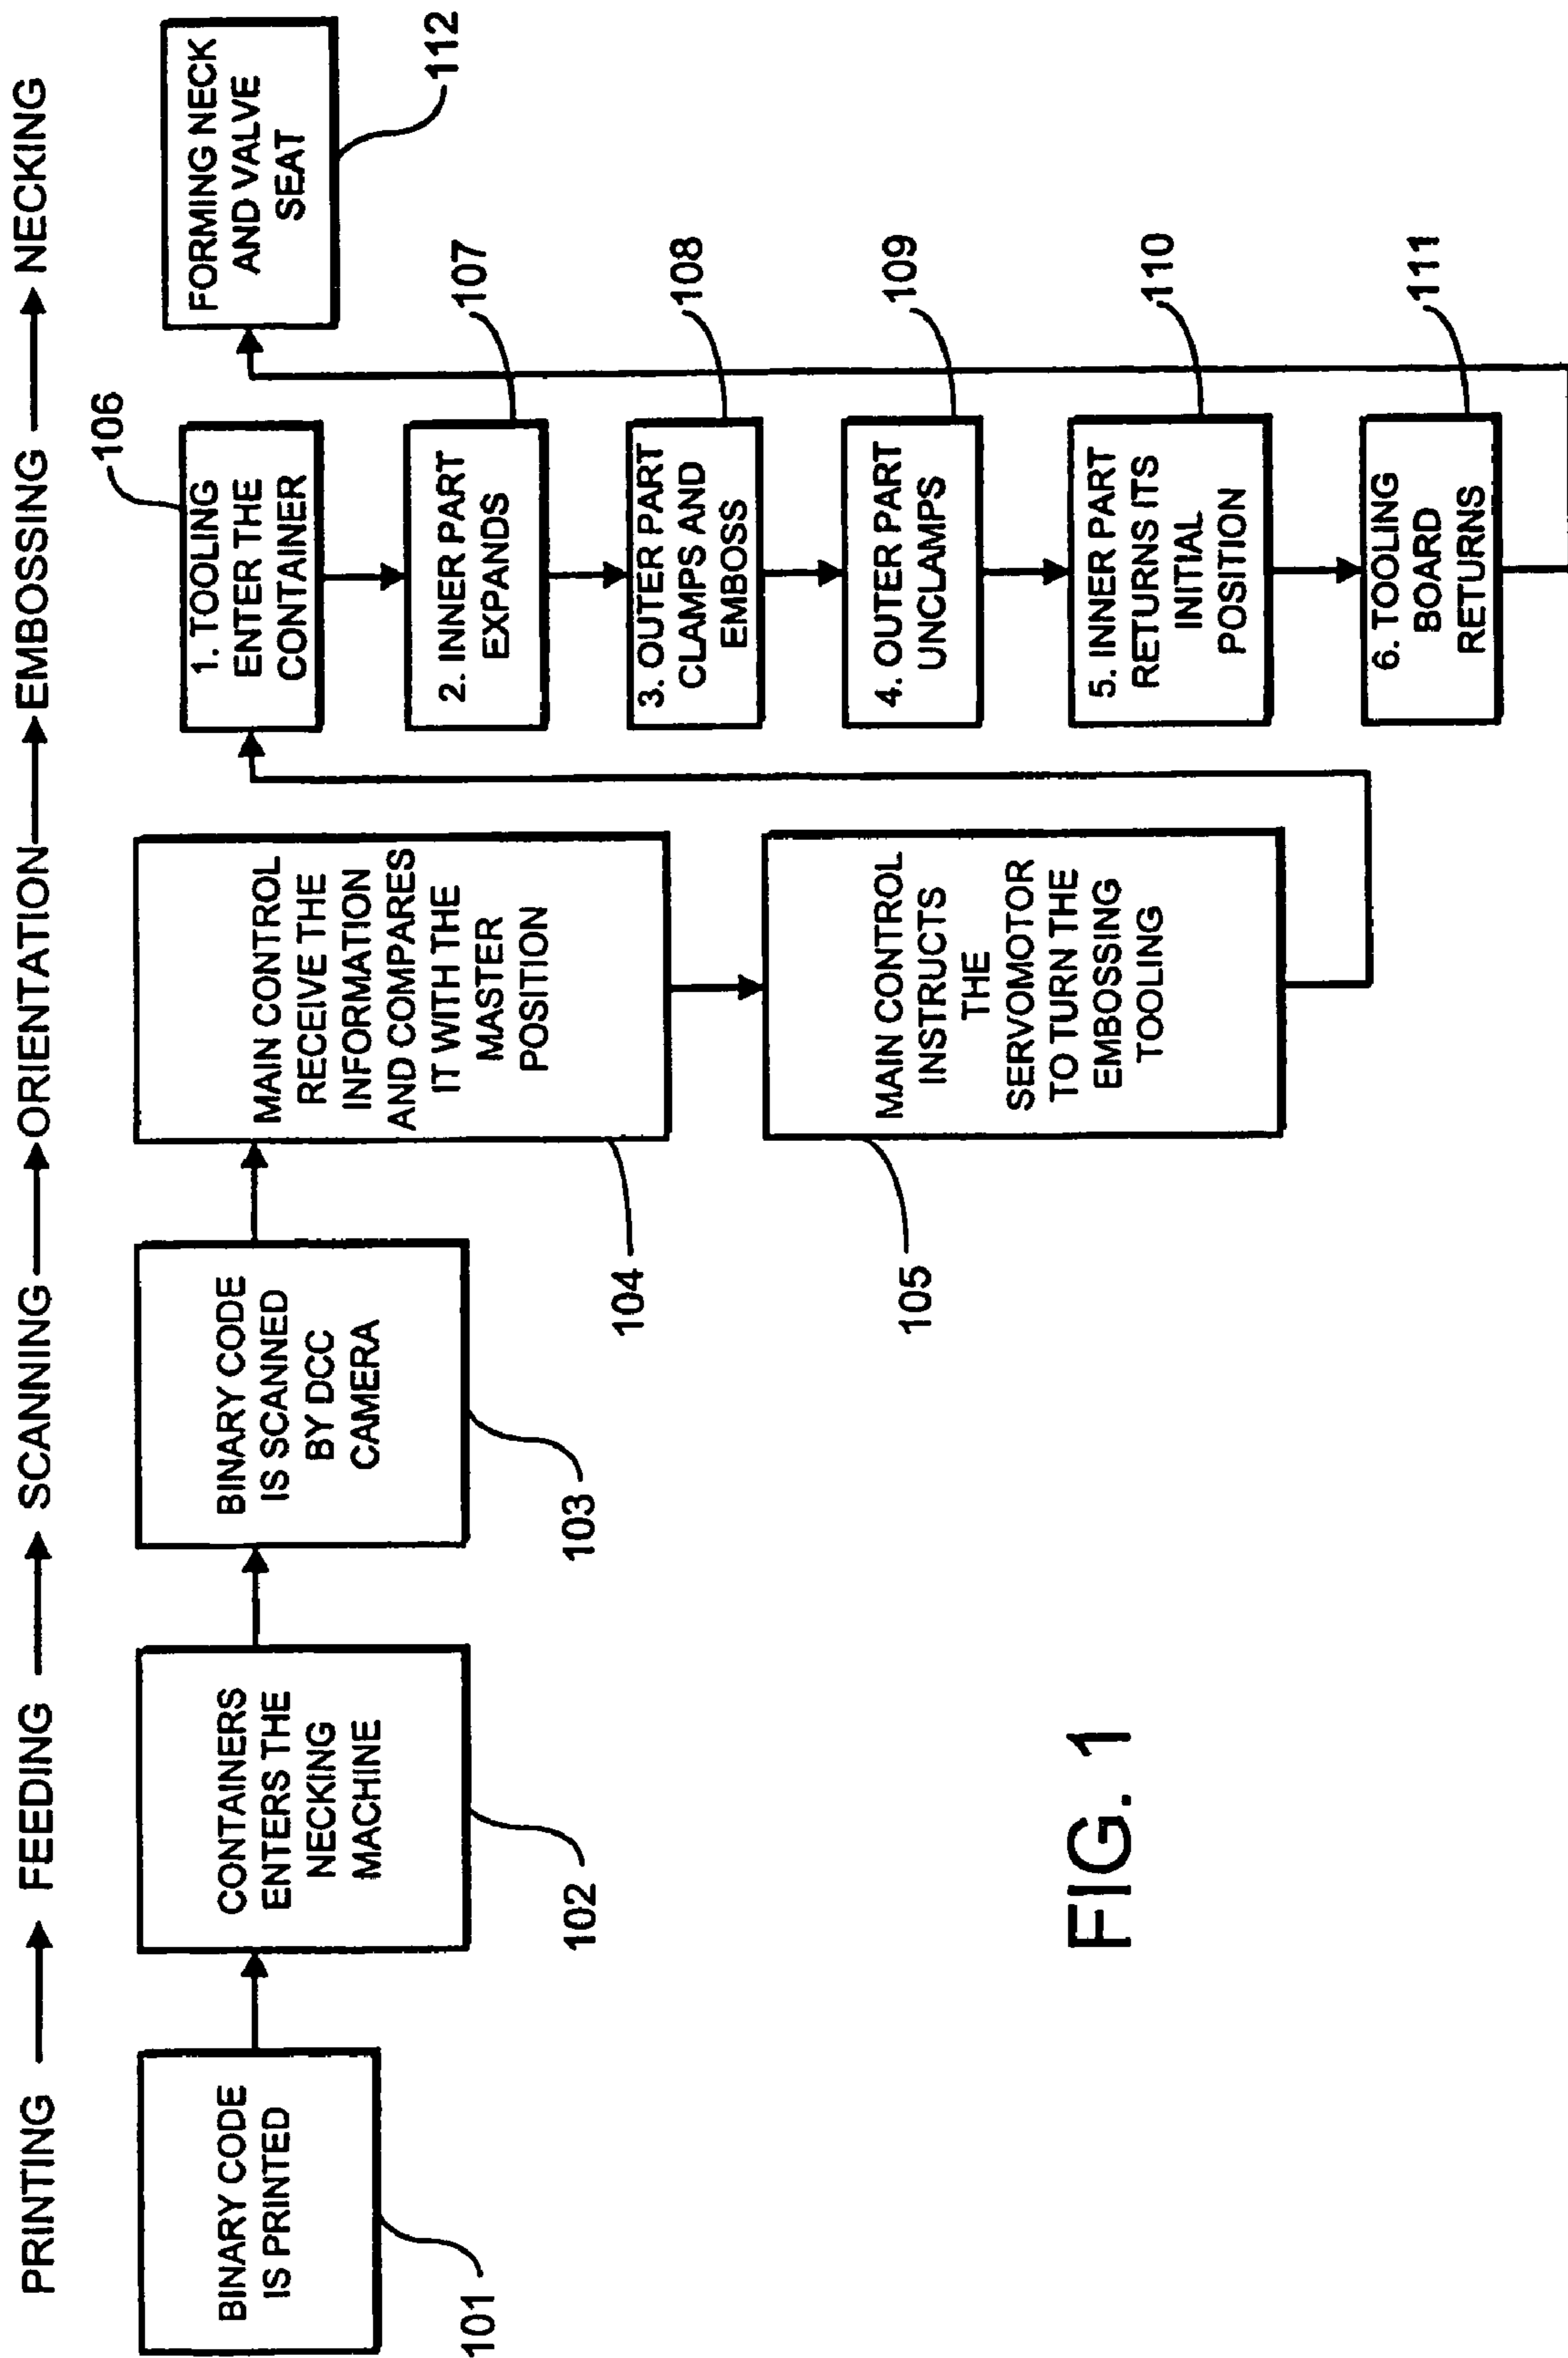 PRINTING FEEDING SCANNING ORIENTATION EMBOSSING NECKING
BINARY CODE
IS PRINTED
101
CONTAINERS
ENTERS THE
NECKING
MACHINE
102
BINARY CODE
IS SCANNED
BY DCC
CAMERA
103
MAIN CONTROL
RECEIVE THE
INFORMATION
AND COMPARES
IT WITH THE
MASTER
POSITION
104
MAIN CONTROL
INSTRUCTS
THE
SERVOMOTOR
TO TURN THE
EMBOSSING
TOOLING
105
106
1. TOOLING
ENTER THE
CONTAINER
2. INNER PART
EXPANDS
107
3. OUTER PART
CLAMPS AND
EMBOSS
108
4. OUTER PART
UNCLAMPS
109
5. INNER PART
RETURNS ITS
INITIAL
POSITION
110
6. TOOLING
BOARD
RETURNS
111
FORMING NECK
AND VALVE
SEAT
112
FIG. 1